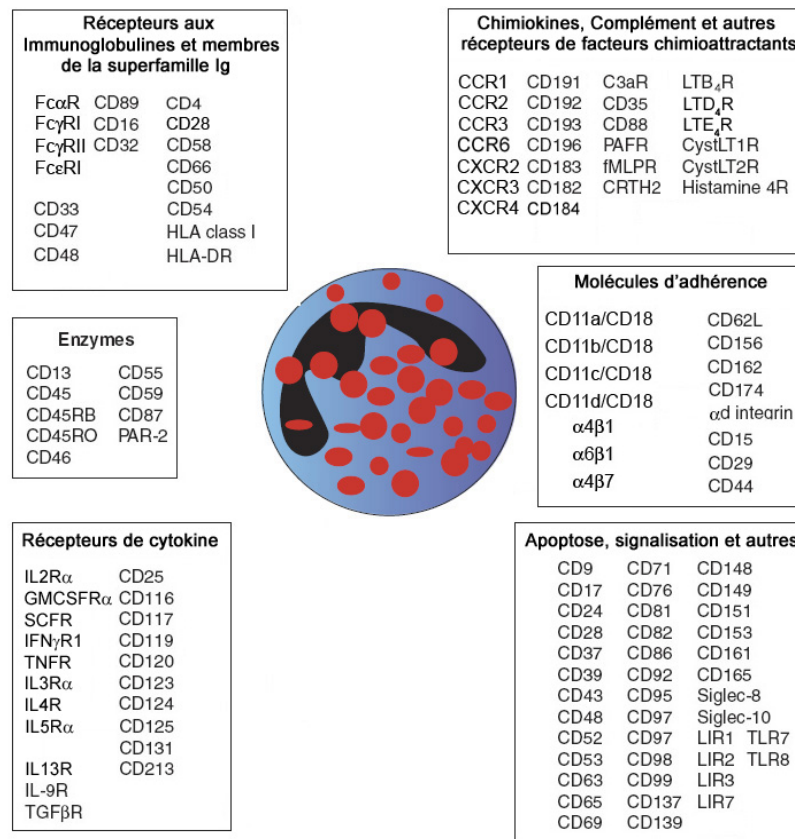 Récepteurs aux
Immunoglobulines et membres
de la superfamille Ig
FcαR CD89 CD4
FcγRI CD16 CD28
FcγRII CD32 CD58
FcεRI CD66
CD50
CD33 CD54
CD47 HLA class I
CD48 HLA-DR
Chimiokines, Complément et autres
récepteurs de facteurs chimioattractants
CCR1 CD191 C3aR LTB₄R
CCR2 CD192 CD35 LTD₄R
CCR3 CD193 CD88 LTE₄R
CCR6 CD196 PAFR CystLT1R
CXCR2 CD183 fMLPR CystLT2R
CXCR3 CD182 CRTH2 Histamine 4R
CXCR4 CD184
Enzymes
CD13 CD55
CD45 CD59
CD45RB CD87
CD45RO PAR-2
CD46
Molécules d'adhérence
CD11a/CD18 CD62L
CD11b/CD18 CD156
CD11c/CD18 CD162
CD11d/CD18 CD174
α4β1 αd integrin
α6β1 CD15
α4β7 CD29
CD44
Récepteurs de cytokine
IL2Rα CD25
GMCSFRα CD116
SCFR CD117
IFNγR1 CD119
TNFR CD120
IL3Rα CD123
IL4R CD124
IL5Rα CD125
CD131
IL13R CD213
IL-9R
TGFβR
Apoptose, signalisation et autres
CD9 CD71 CD148
CD17 CD76 CD149
CD24 CD81 CD151
CD28 CD82 CD153
CD37 CD86 CD161
CD39 CD92 CD165
CD43 CD95 Siglec-8
CD48 CD97 Siglec-10
CD52 CD97 LIR1 TLR7
CD53 CD98 LIR2 TLR8
CD63 CD99 LIR3
CD65 CD137 LIR7
CD69 CD139